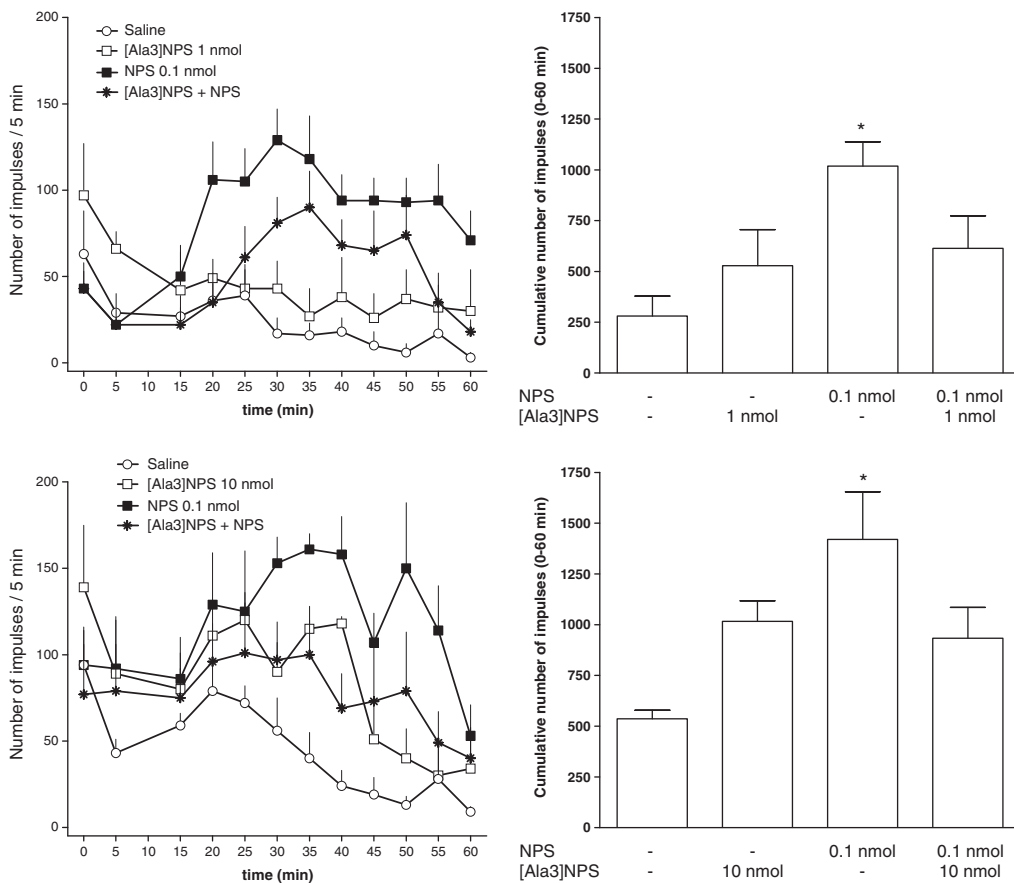 200
150
100
50
0
Number of impulses / 5 min
Saline
[Ala3]NPS 1 nmol
NPS 0.1 nmol
[Ala3]NPS + NPS
0 5 10 15 20 25 30 35 40 45 50 55 60
time (min)
1750
1500
1250
1000
750
500
250
0
Cumulative number of impulses (0-60 min)
*
NPS - - 0.1 nmol 0.1 nmol
[Ala3]NPS - 1 nmol - 1 nmol
200
150
100
50
0
Number of impulses / 5 min
Saline
[Ala3]NPS 10 nmol
NPS 0.1 nmol
[Ala3]NPS + NPS
0 5 10 15 20 25 30 35 40 45 50 55 60
time (min)
1750
1500
1250
1000
750
500
250
0
Cumulative number of impulses (0-60 min)
*
NPS - - 0.1 nmol 0.1 nmol
[Ala3]NPS - 10 nmol - 10 nmol